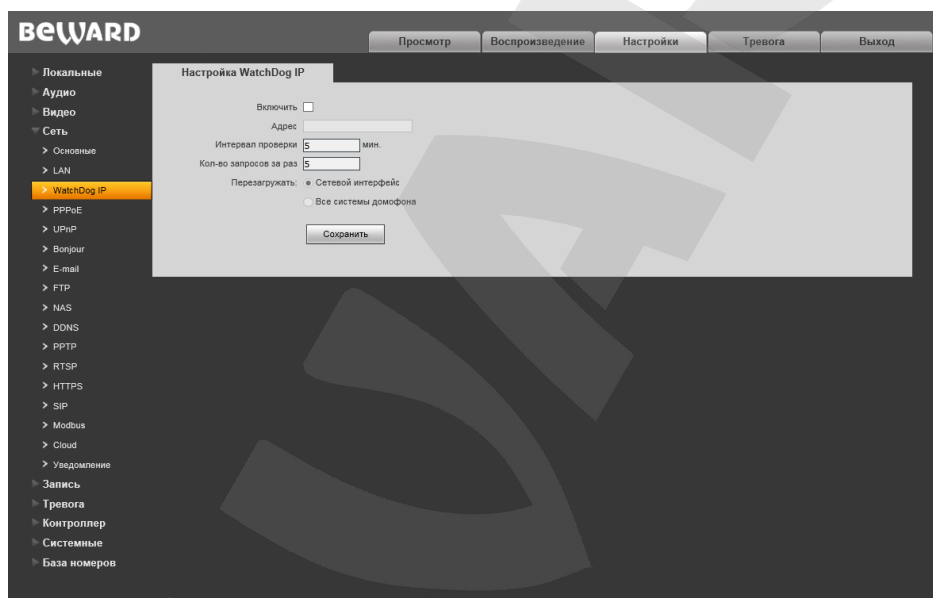 BEWARD
Просмотр
Воспроизведение
Настройки
Тревога
Выход
Локальные
Аудио
Видео
Сеть
Основные
LAN
WatchDog IP
PPPoE
UPnP
Bonjour
E-mail
FTP
NAS
DDNS
PPTP
RTSP
HTTPS
SIP
Modbus
Cloud
Уведомление
Запись
Тревога
Контроллер
Системные
База номеров
Настройка WatchDog IP
Включить
Адрес
Интервал проверки 5 мин.
Кол-во запросов за раз 5
Перезагружать: Сетевой интерфейс
Все системы домофона
Сохранить